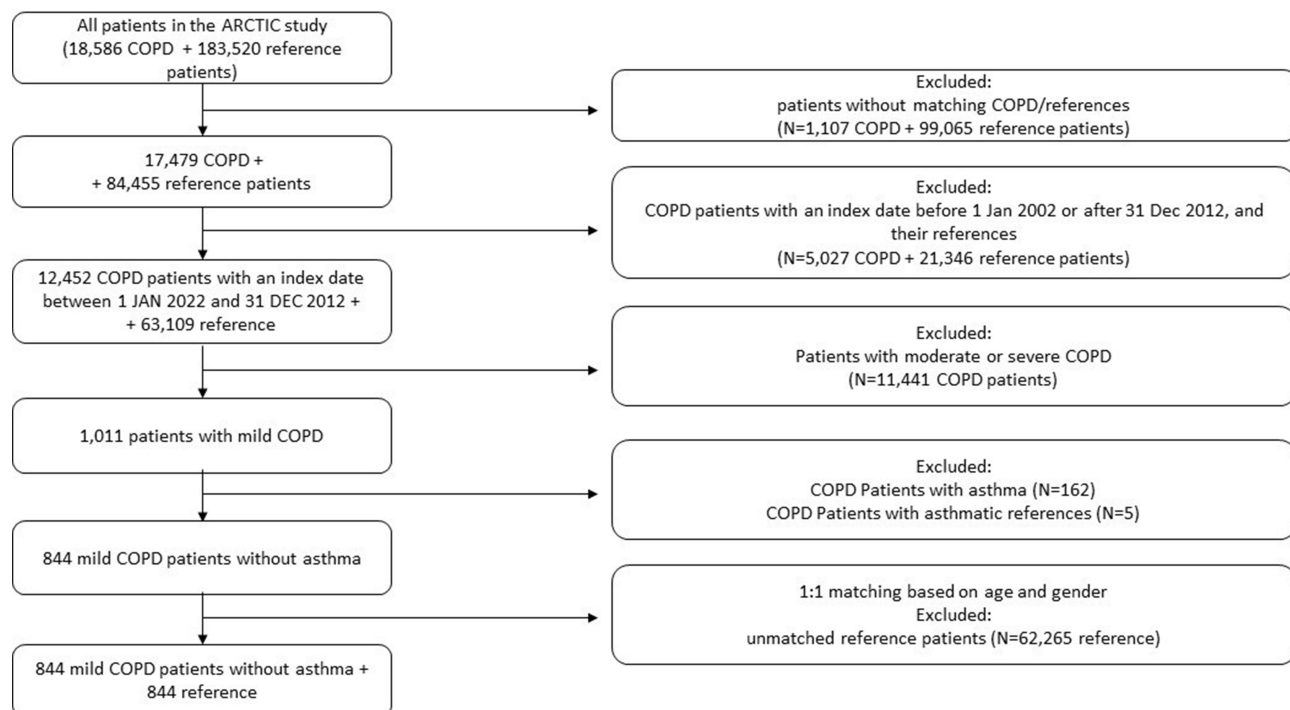 All patients in the ARCTIC study
(18,586 COPD + 183,520 reference
patients)
Excluded:
patients without matching COPD/references
(N=1,107 COPD + 99,065 reference patients)
17,479 COPD +
+ 84,455 reference patients
Excluded:
COPD patients with an index date before 1 Jan 2002 or after 31 Dec 2012, and
their references
(N=5,027 COPD + 21,346 reference patients)
12,452 COPD patients with an index date
between 1 JAN 2022 and 31 DEC 2012 +
+ 63,109 reference
Excluded:
Patients with moderate or severe COPD
(N=11,441 COPD patients)
1,011 patients with mild COPD
Excluded:
COPD Patients with asthma (N=162)
COPD Patients with asthmatic references (N=5)
844 mild COPD patients without asthma
1:1 matching based on age and gender
Excluded:
unmatched reference patients (N=62,265 reference)
844 mild COPD patients without asthma +
844 reference